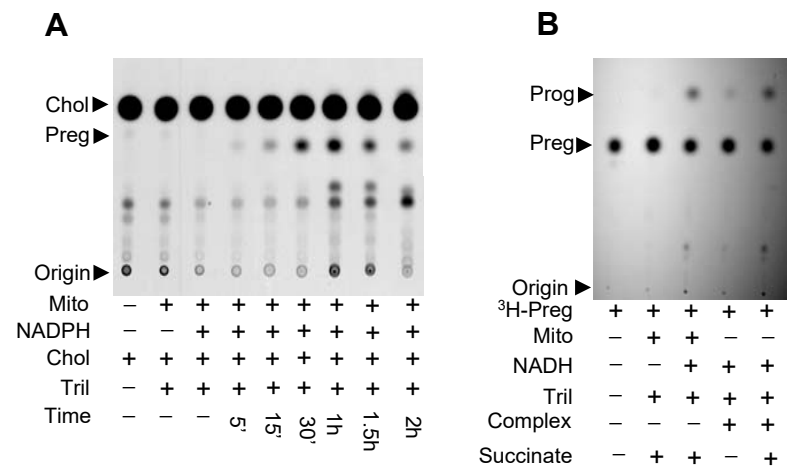 A
Chol
Preg
Origin
Mito – + + + + + + + +
NADPH – – + + + + + + +
Chol + + + + + + + + +
Tril – + + + + + + + +
Time – – – 5’ 15’ 30’ 1h 1.5h 2h
B
Prog
Preg
Origin
³H-Preg + + + + +
Mito – + + – –
NADH – – + + +
Tril – + + + +
Complex – – – + +
Succinate – + + – +